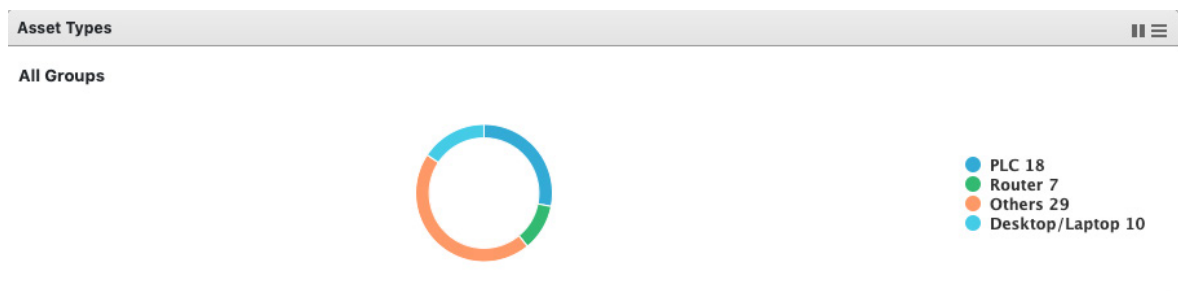 Asset Types
All Groups
PLC 18
Router 7
Others 29
Desktop/Laptop 10